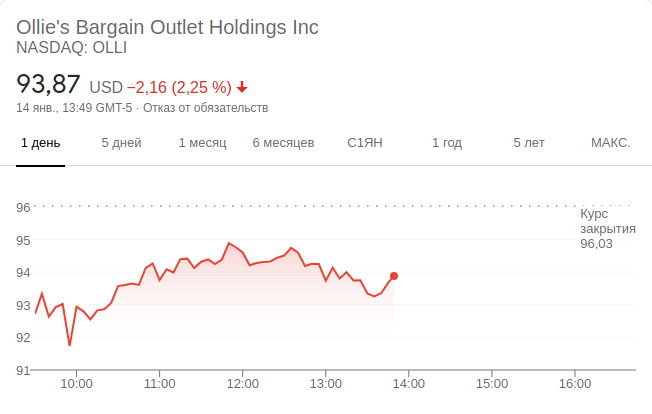 Ollie's Bargain Outlet Holdings Inc
NASDAQ: OLLI
93,87 USD −2,16 (2,25 %)
14 янв., 13:49 GMT-5 · Отказ от обязательств
1 день 5 дней 1 месяц 6 месяцев С1ЯН 1 год 5 лет МАКС.
96
Курс
закрытия
96,03
95
94
93
92
91
10:00 11:00 12:00 13:00 14:00 15:00 16:00